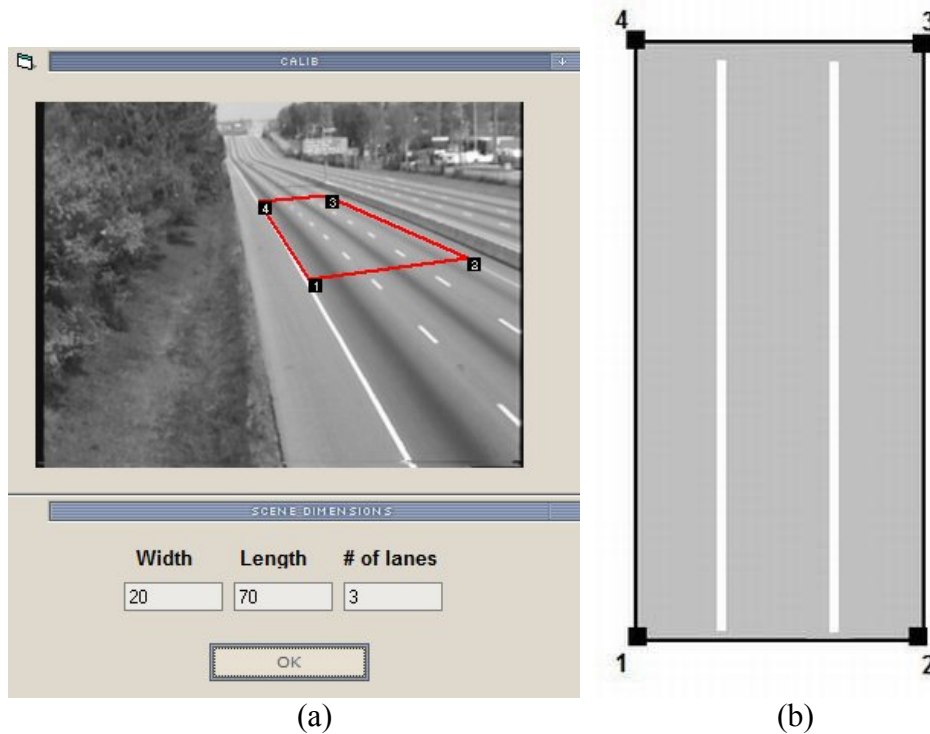 CALIB
4
3
2
1
SCENE DIMENSIONS
Width Length # of lanes
20 70 3
OK
(a)
4 3
1 2
(b)